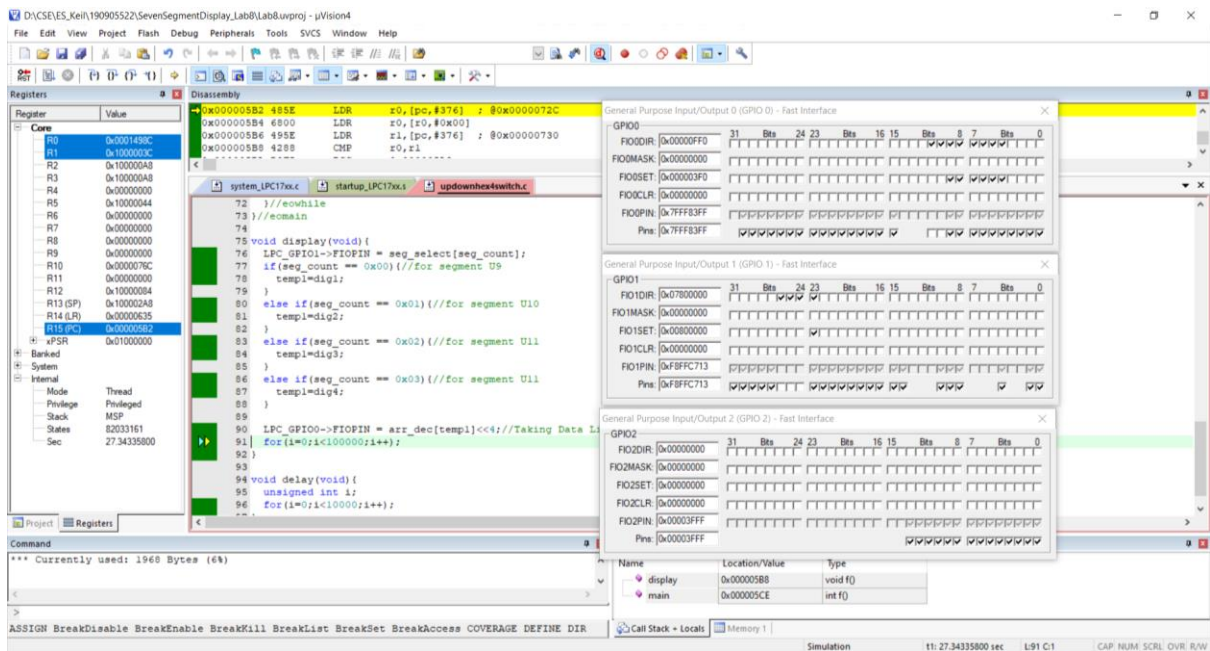 D:\CSE\ES_Keil\190905522\SevenSegmentDisplay_Lab8\Lab8.uvproj - µVision4
File Edit View Project Flash Debug Peripherals Tools SVCS Window Help
Registers
Register Value
Core
R0 0x0001498C
R1 0x1000003C
R2 0x100000A8
R3 0x100000A8
R4 0x00000000
R5 0x10000044
R6 0x00000000
R7 0x00000000
R8 0x00000000
R9 0x00000000
R10 0x0000076C
R11 0x00000000
R12 0x10000084
R13 (SP) 0x100002A8
R14 (LR) 0x00000635
R15 (PC) 0x000005B2
xPSR 0x01000000
Banked
System
Internal
Mode Thread
Privilege Privileged
Stack MSP
States 82033161
Sec 27.34335800
Project Registers
Disassembly
0x000005B2 485E LDR r0,[pc,#376] ; @0x0000072C
0x000005B4 6800 LDR r0,[r0,#0x00]
0x000005B6 495E LDR r1,[pc,#376] ; @0x00000730
0x000005B8 4288 CMP r0,r1
system_LPC17xx.c startup_LPC17xx.s updownhex4switch.c
72 }//eowhile
73 }//eomain
74
75 void display(void){
76 LPC_GPIO1->FIOPIN = seg_select[seg_count];
77 if(seg_count == 0x00){//for segment U9
78 temp1=dig1;
79 }
80 else if(seg_count == 0x01){//for segment U10
81 temp1=dig2;
82 }
83 else if(seg_count == 0x02){//for segment U11
84 temp1=dig3;
85 }
86 else if(seg_count == 0x03){//for segment U11
87 temp1=dig4;
88 }
89
90 LPC_GPIO0->FIOPIN = arr_dec[temp1]<<4;//Taking Data Li
91 for(i=0;i<100000;i++);
92 }
93
94 void delay(void){
95 unsigned int i;
96 for(i=0;i<10000;i++);
General Purpose Input/Output 0 (GPIO 0) - Fast Interface
GPIO0
31 Bits 24 23 Bits 16 15 Bits 8 7 Bits 0
FIO0DIR: 0x00000FF0
FIO0MASK: 0x00000000
FIO0SET: 0x000003F0
FIO0CLR: 0x00000000
FIO0PIN: 0x7FFF83FF
Pins: 0x7FFF83FF
General Purpose Input/Output 1 (GPIO 1) - Fast Interface
GPIO1
31 Bits 24 23 Bits 16 15 Bits 8 7 Bits 0
FIO1DIR: 0x07800000
FIO1MASK: 0x00000000
FIO1SET: 0x00800000
FIO1CLR: 0x00000000
FIO1PIN: 0xF8FFC713
Pins: 0xF8FFC713
General Purpose Input/Output 2 (GPIO 2) - Fast Interface
GPIO2
31 Bits 24 23 Bits 16 15 Bits 8 7 Bits 0
FIO2DIR: 0x00000000
FIO2MASK: 0x00000000
FIO2SET: 0x00000000
FIO2CLR: 0x00000000
FIO2PIN: 0x00003FFF
Pins: 0x00003FFF
Command
*** Currently used: 1968 Bytes (6%)
>
ASSIGN BreakDisable BreakEnable BreakKill BreakList BreakSet BreakAccess COVERAGE DEFINE DIR
Name Location/Value Type
display 0x000005B8 void f()
main 0x000005CE int f()
Call Stack + Locals Memory 1
Simulation t1: 27.34335800 sec L:91 C:1 CAP NUM SCRL OVR R/W